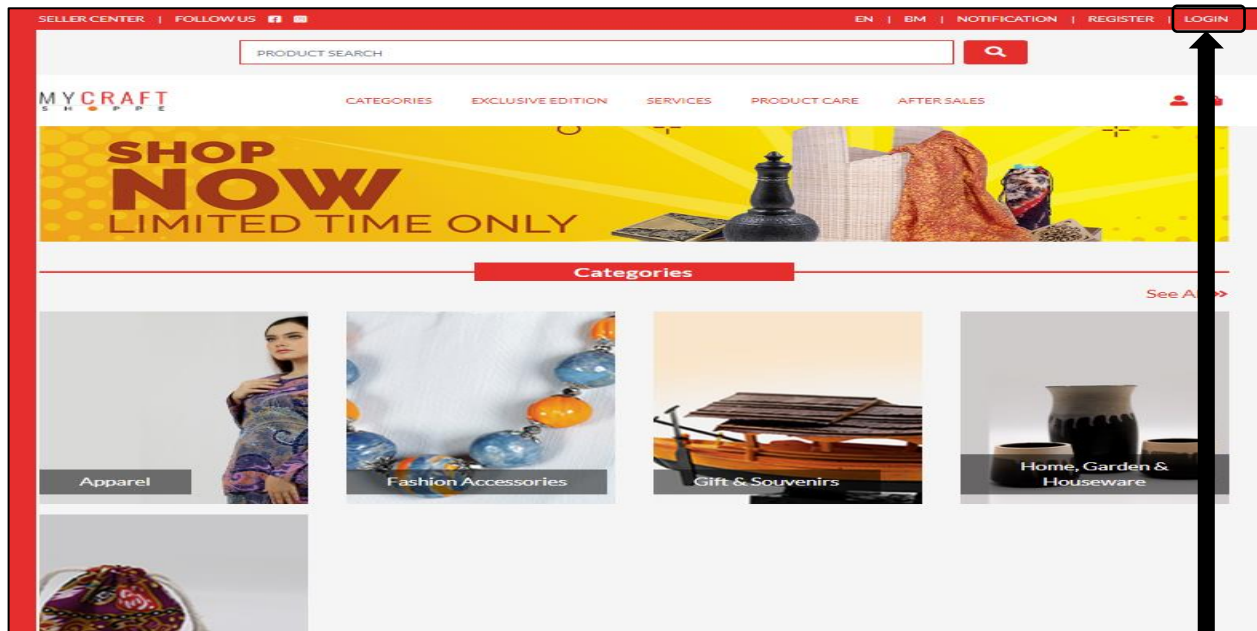 SELLER CENTER | FOLLOW US
EN | BM | NOTIFICATION | REGISTER | LOGIN
PRODUCT SEARCH
MYCRAFT
SHOPPE
CATEGORIES EXCLUSIVE EDITION SERVICES PRODUCT CARE AFTER SALES
SHOP
NOW
LIMITED TIME ONLY
Categories
See All >>
Apparel
Fashion Accessories
Gift & Souvenirs
Home, Garden &
Houseware